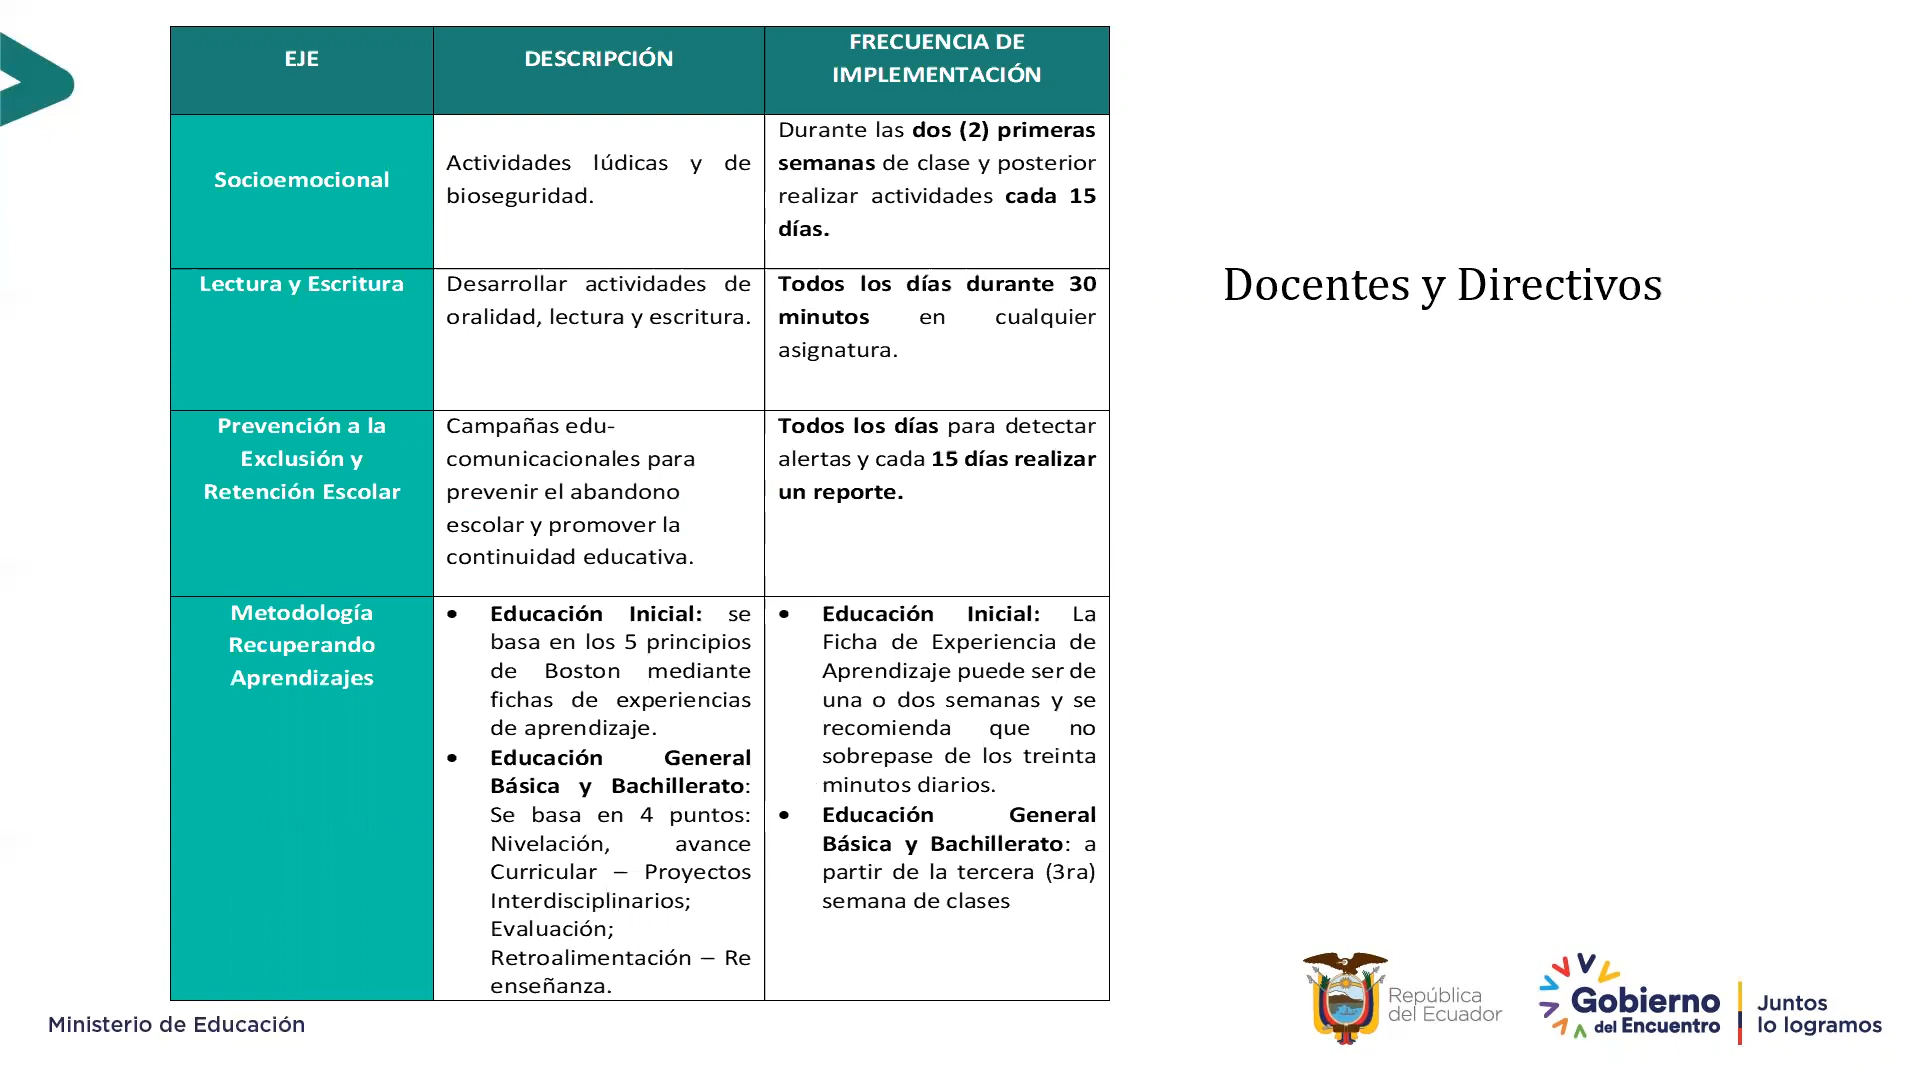 EJE
DESCRIPCIÓN
FRECUENCIA DE
IMPLEMENTACIÓN
Socioemocional
Actividades lúdicas y de
bioseguridad.
Durante las dos (2) primeras
semanas de clase y posterior
realizar actividades cada 15
días.
Lectura y Escritura
Desarrollar actividades de
oralidad, lectura y escritura.
Todos los días durante 30
minutos en cualquier
asignatura.
Prevención a la
Exclusión y
Retención Escolar
Campañas edu-
comunicacionales para
prevenir el abandono
escolar y promover la
continuidad educativa.
Todos los días para detectar
alertas y cada 15 días realizar
un reporte.
Metodología
Recuperando
Aprendizajes
• Educación Inicial: se
basa en los 5 principios
de Boston mediante
fichas de experiencias
de aprendizaje.
• Educación General
Básica y Bachillerato:
Se basa en 4 puntos:
Nivelación, avance
Curricular – Proyectos
Interdisciplinarios;
Evaluación;
Retroalimentación – Re
enseñanza.
• Educación Inicial: La
Ficha de Experiencia de
Aprendizaje puede ser de
una o dos semanas y se
recomienda que no
sobrepase de los treinta
minutos diarios.
• Educación General
Básica y Bachillerato: a
partir de la tercera (3ra)
semana de clases
Docentes y Directivos
Ministerio de Educación
República
del Ecuador
Gobierno
del Encuentro
Juntos
lo logramos